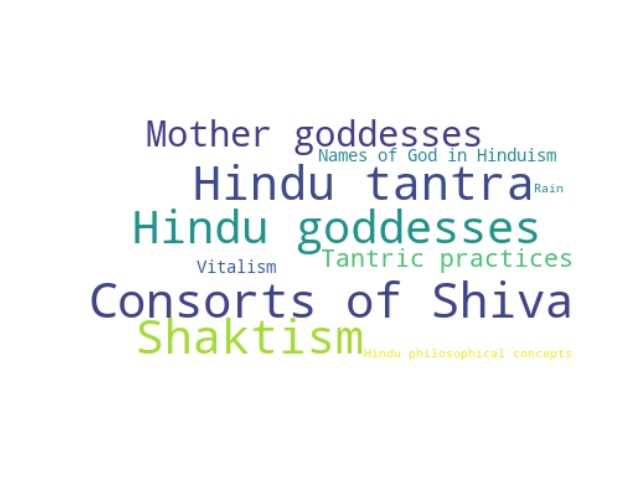 Mother goddesses
Names of God in Hinduism
Hindu tantra
Rain
Hindu goddesses
Tantric practices
Vitalism
Consorts of Shiva
Shaktism
Hindu philosophical concepts